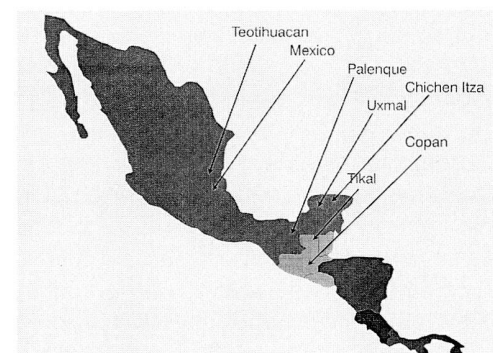 Teotihuacan
Mexico
Palenque
Chichen Itza
Uxmal
Copan
Tikal